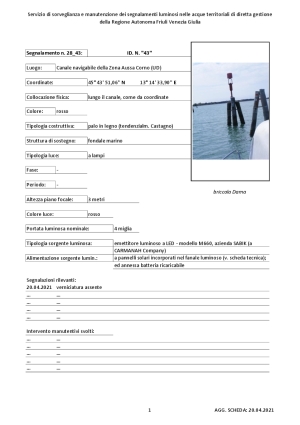 Servizio di sorveglianza e manutenzione dei segnalamenti luminosi nelle acque territoriali di diretta gestione
della Regione Autonoma Friuli Venezia Giulia
Segnalamento n. 28_43: ID. N. "43"
Luogo: Canale navigabile della Zona Aussa Corno (UD)
Coordinate: 45° 43' 51,06" N 13° 14' 33,90" E
Collocazione fisica: lungo il canale, come da coordinate
Colore: rosso
Tipologia costruttiva: palo in legno (tendenzialm. Castagno)
Struttura di sostegno: fondale marino
Tipologia luce: a lampi
Fase: -
Periodo: -
bricola Dama
Altezza piano focale: 3 metri
Colore luce: rosso
Portata luminosa nominale: 4 miglia
Tipologia sorgente luminosa: emettitore luminoso a LED - modello M660, azienda SABIK (a
CARMANAH Company)
Alimentazione sorgente lumin.: a pannelli solari incorporati nel fanale luminoso (v. scheda tecnica);
ed annessa batteria ricaricabile
Segnalazioni rilevanti:
20.04.2021 verniciatura assente
... ...
... ...
... ...
... ...
Intervento manutentivi svolti:
... ...
... ...
... ...
... ...
1 AGG. SCHEDA: 20.04.2021